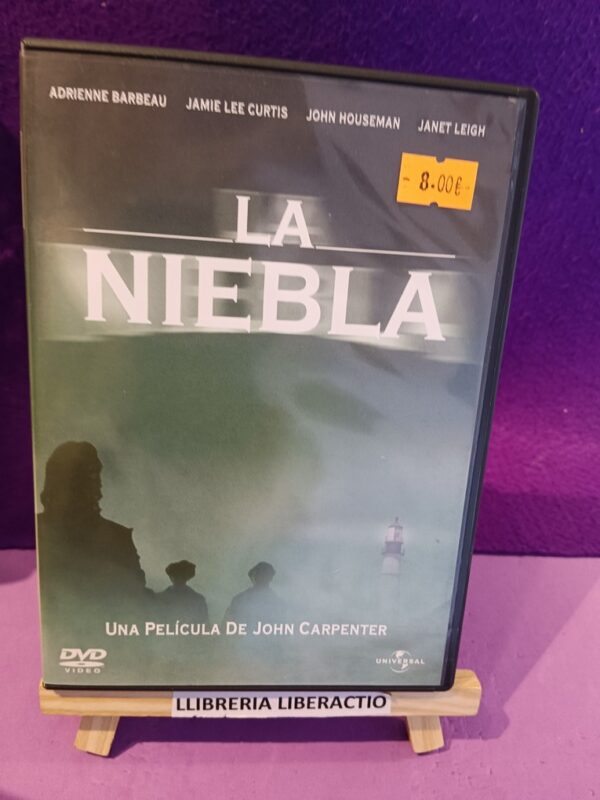 ADRIENNE BARBEAU JAMIE LEE CURTIS JOHN HOUSEMAN JANET LEIGH
- 8.00€ -
LA
NIEBLA
UNA PELÍCULA DE JOHN CARPENTER
DVD
VIDEO
UNIVERSAL
LLIBRERIA LIBERACTIO